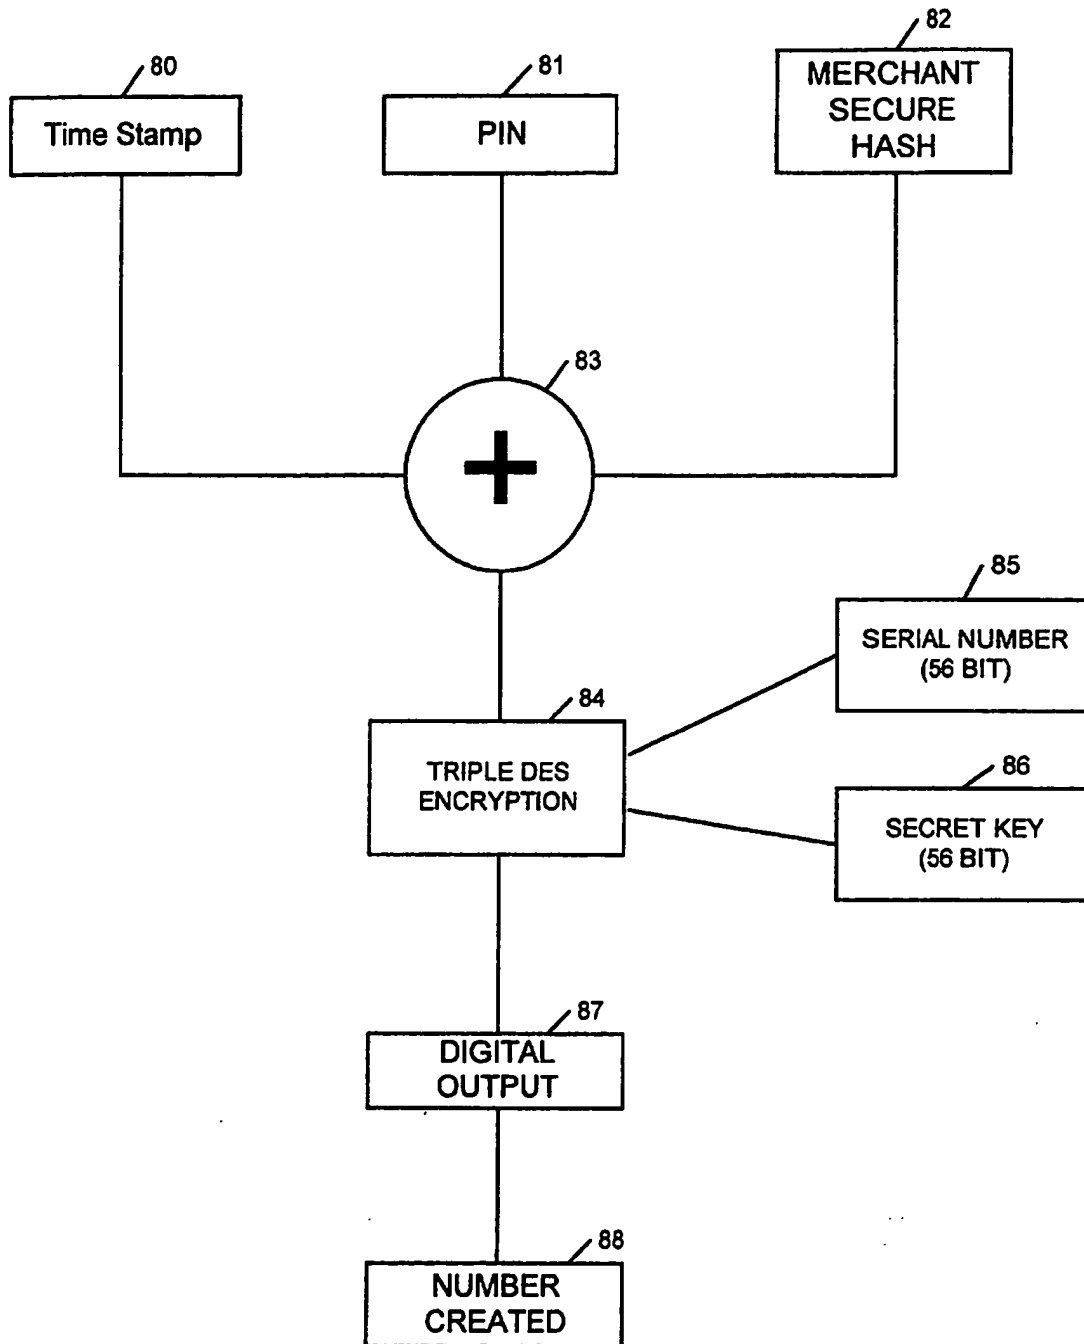 80
Time Stamp
81
PIN
82
MERCHANT
SECURE
HASH
83
+
84
TRIPLE DES
ENCRYPTION
85
SERIAL NUMBER
(56 BIT)
86
SECRET KEY
(56 BIT)
87
DIGITAL
OUTPUT
88
NUMBER
CREATED